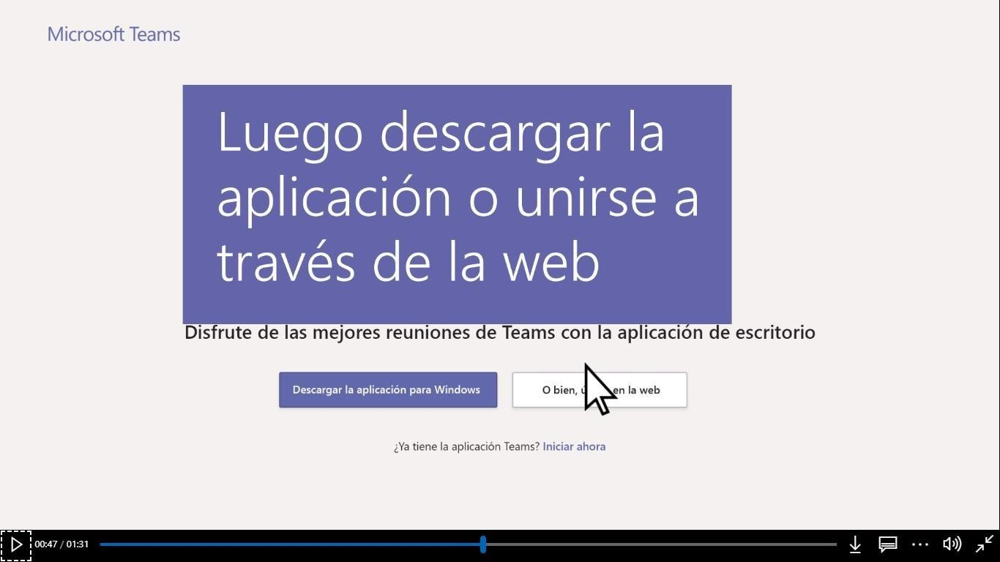 Microsoft Teams
Luego descargar la
aplicación o unirse a
través de la web
Disfrute de las mejores reuniones de Teams con la aplicación de escritorio
Descargar la aplicación para Windows
O bien, en la web
¿Ya tiene la aplicación Teams? Iniciar ahora
00:47 / 01:31